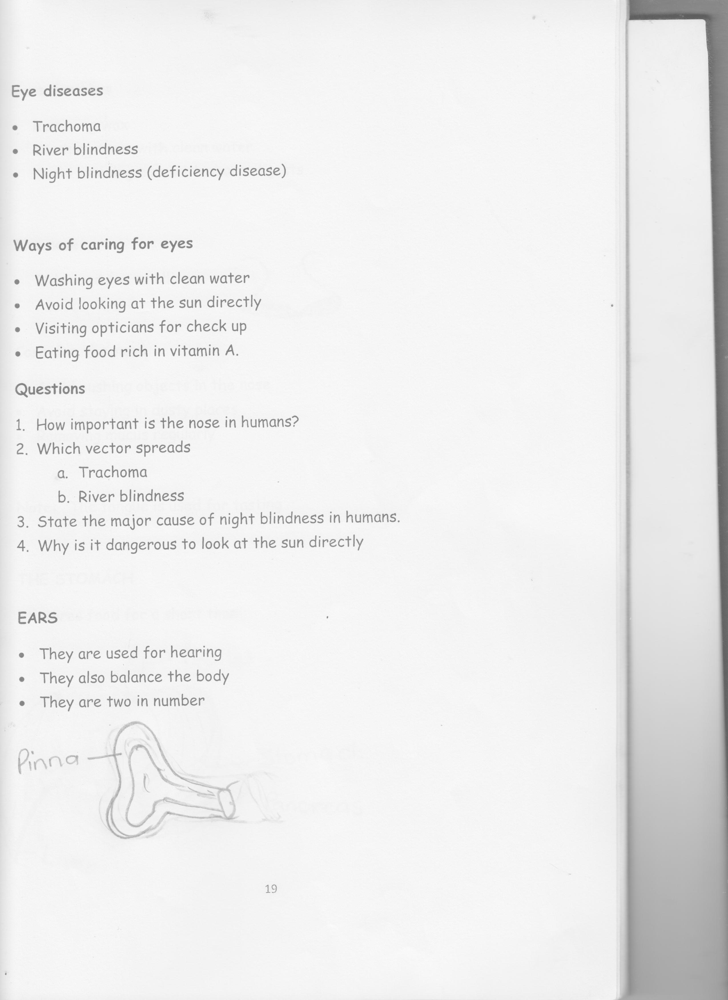 Eye diseases
• Trachoma
• River blindness
• Night blindness (deficiency disease)
Ways of caring for eyes
• Washing eyes with clean water
• Avoid looking at the sun directly
• Visiting opticians for check up
• Eating food rich in vitamin A.
Questions
1. How important is the nose in humans?
2. Which vector spreads
a. Trachoma
b. River blindness
3. State the major cause of night blindness in humans.
4. Why is it dangerous to look at the sun directly
EARS
• They are used for hearing
• They also balance the body
• They are two in number
Pinna
19